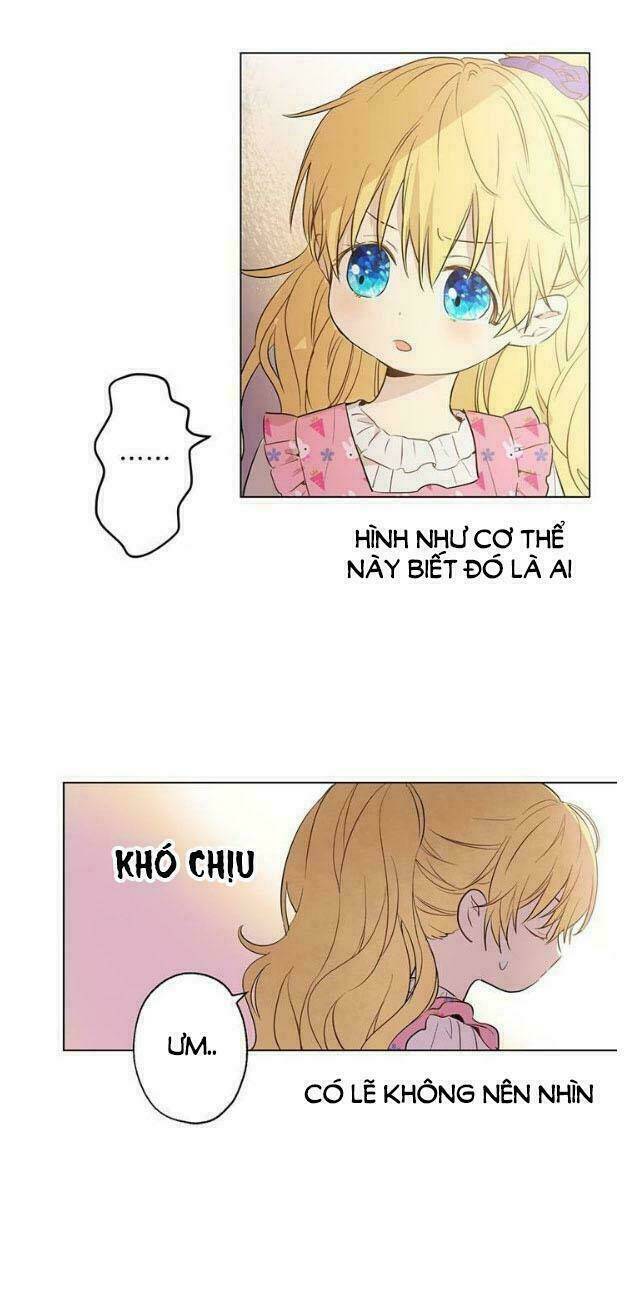 ......
HÌNH NHƯ CƠ THỂ
NÀY BIẾT ĐÓ LÀ AI
KHÓ CHỊU
ƯM..
CÓ LẼ KHÔNG NÊN NHÌN